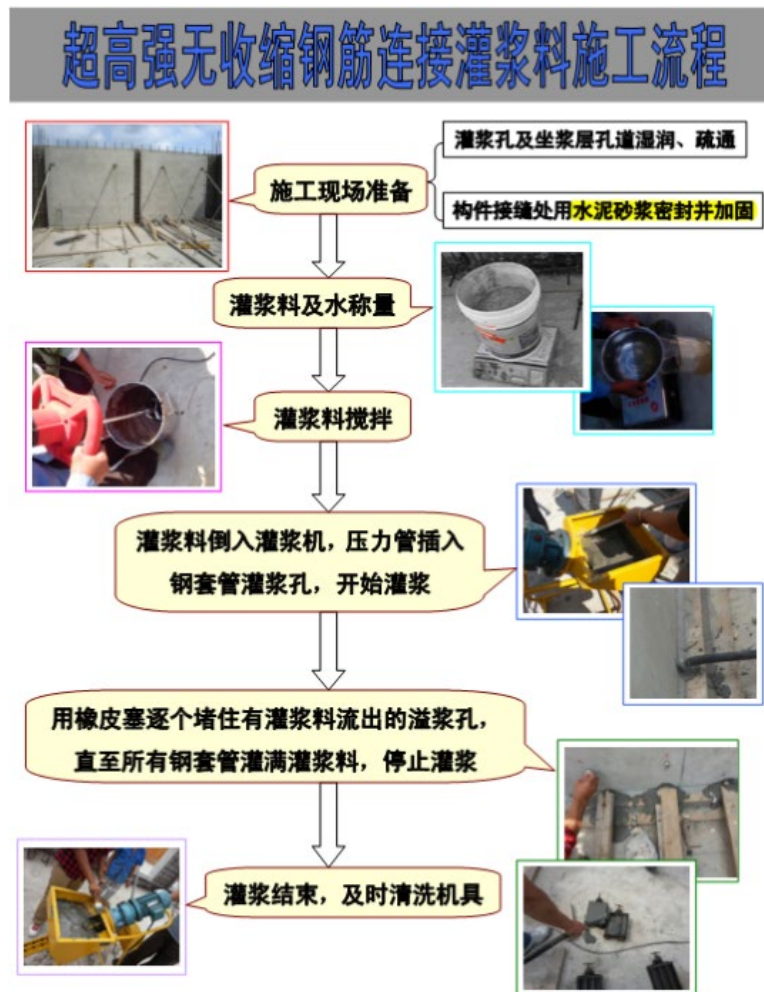 超高强无收缩钢筋连接灌浆料施工流程
灌浆孔及坐浆层孔道湿润、疏通
施工现场准备
构件接缝处用水泥砂浆密封并加固
灌浆料及水称量
灌浆料搅拌
灌浆料倒入灌浆机，压力管插入
钢套管灌浆孔，开始灌浆
用橡皮塞逐个堵住有灌浆料流出的溢浆孔，
直至所有钢套管灌满灌浆料，停止灌浆
灌浆结束，及时清洗机具